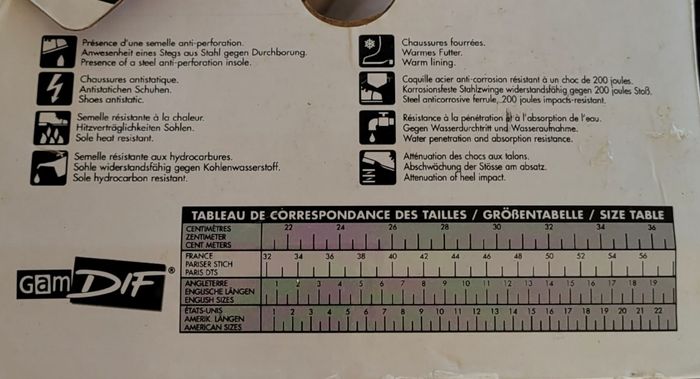 Présence d'une semelle anti-perforation.
Anwesenheit eines Stegs aus Stahl gegen Durchborung.
Presence of a steel anti-perforation insole.
Chaussures antistatique.
Antistatichen Schuhen.
Shoes antistatic.
Semelle résistante à la chaleur.
Hitzverträglichkeiten Sohlen.
Sole heat resistant.
Semelle résistante aux hydrocarbures.
Sohle widerstandsfähig gegen Kohlenwasserstoff.
Sole hydrocarbon resistant.
Chaussures fourrées.
Warmes Futter.
Warm lining.
Coquille acier anti-corrosion résistant à un choc de 200 joules.
Korrosionsfeste Stahlzwinge widerstandsfähig gegen 200 joules Stoß.
Steel anticorrosive ferrule, 200 joules impacts-resistant.
Résistance à la pénétration et à l'absorption de l'eau.
Gegen Wasserdurchtritt und Wasseraufnahme.
Water penetration and absorption resistance.
Atténuation des chocs aux talons.
Abschwächung der Stösse am absatz.
Attenuation of heel impact.
TABLEAU DE CORRESPONDANCE DES TAILLES / GRÖßENTABELLE / SIZE TABLE
CENTIMÈTRES
ZENTIMETER
CENT METERS
22 24 26 28 30 32 34 36
FRANCE
PARISER STICH
PARIS DTS
32 34 36 38 40 42 44 46 48 50 52 54 56
ANGLETERRE
ENGLISCHE LÄNGEN
ENGLISH SIZES
1 2 3 4 5 6 7 8 9 10 11 12 13 14 15 16 17 18 19
ÉTATS-UNIS
AMERIK. LÄNGEN
AMERICAN SIZES
1 2 3 4 5 6 7 8 9 10 11 12 13 14 15 16 17 18 19 20 21 22
Gam DIF ®